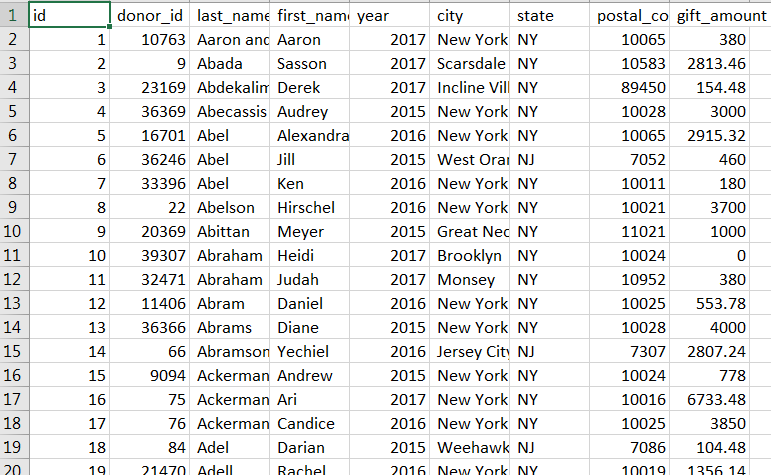 1 id donor_id last_name first_nam year city state postal_co gift_amount
2 1 10763 Aaron and Aaron 2017 New York NY 10065 380
3 2 9 Abada Sasson 2017 Scarsdale NY 10583 2813.46
4 3 23169 Abdekalim Derek 2017 Incline Vil NY 89450 154.48
5 4 36369 Abecassis Audrey 2015 New York NY 10028 3000
6 5 16701 Abel Alexandra 2016 New York NY 10065 2915.32
7 6 36246 Abel Jill 2015 West Ora NJ 7052 460
8 7 33396 Abel Ken 2016 New York NY 10011 180
9 8 22 Abelson Hirschel 2016 New York NY 10021 3700
10 9 20369 Abittan Meyer 2015 Great Nec NY 11021 1000
11 10 39307 Abraham Heidi 2017 Brooklyn NY 10024 0
12 11 32471 Abraham Judah 2017 Monsey NY 10952 380
13 12 11406 Abram Daniel 2016 New York NY 10025 553.78
14 13 36366 Abrams Diane 2015 New York NY 10028 4000
15 14 66 Abramson Yechiel 2016 Jersey City NJ 7307 2807.24
16 15 9094 Ackerman Andrew 2015 New York NY 10024 778
17 16 75 Ackerman Ari 2017 New York NY 10016 6733.48
18 17 76 Ackerman Candice 2016 New York NY 10025 3850
19 18 84 Adel Darian 2015 Weehawk NJ 7086 104.48
20 19 21470 Adell Rachel 2016 New York NY 10019 1356.14